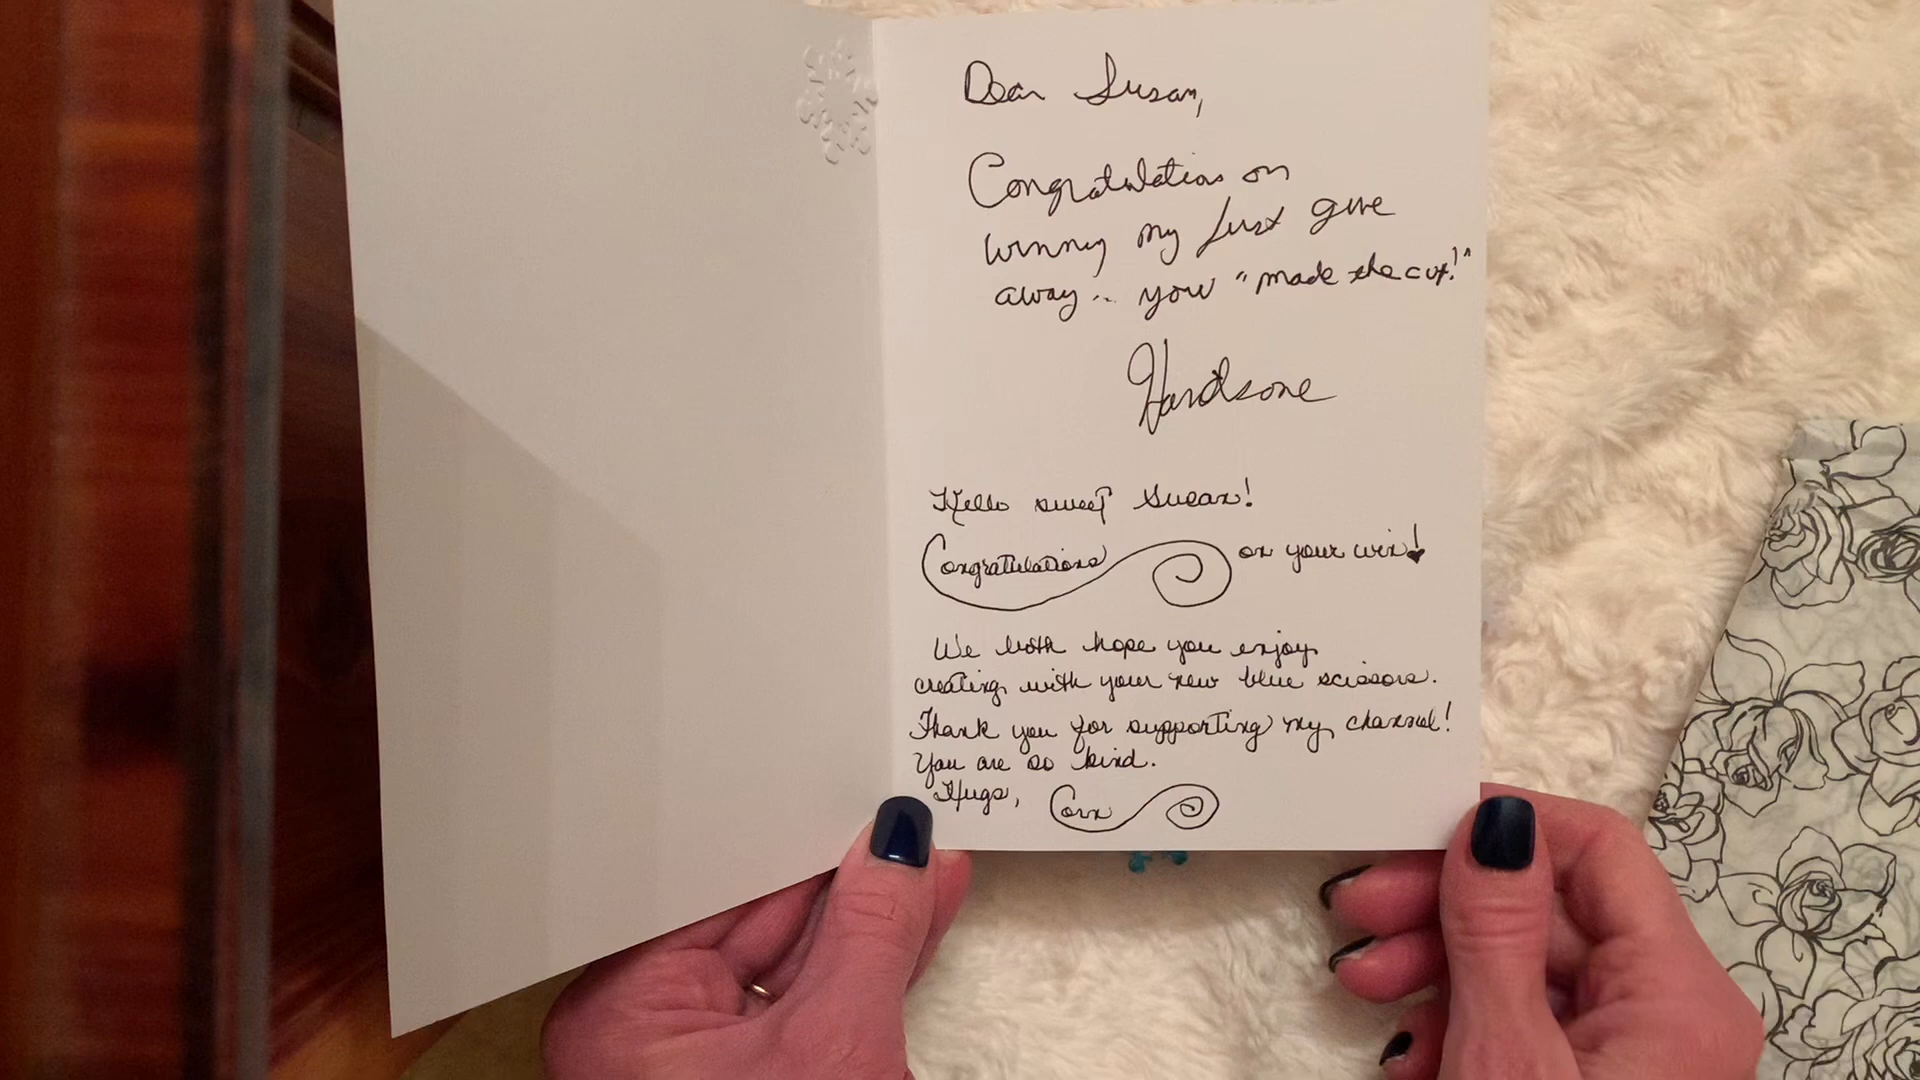 Dear Susan,
Congratulations on
winning my first give
away.. you "made the cut!"
Handsome
Hello sweet Susan!
Congratulations on your win!
We both hope you enjoy
creating with your new blue scissors.
Thank you for supporting my channel!
You are so kind.
Hugs,